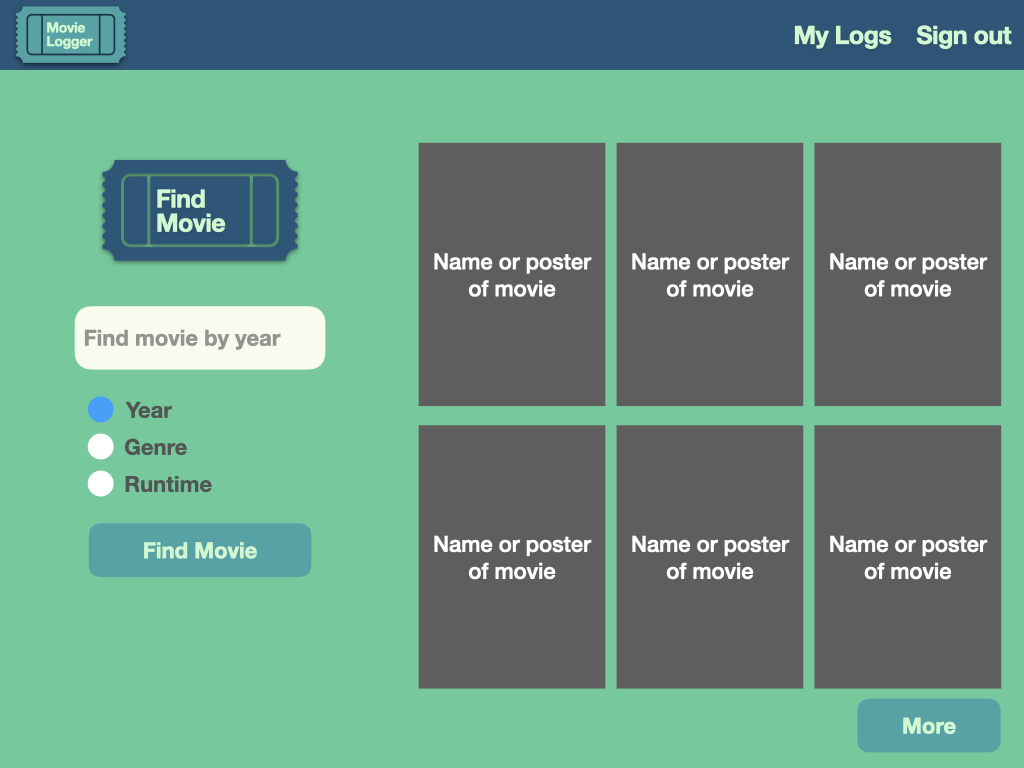 Movie
Logger
My Logs
Sign out
Find
Movie
Find movie by year
Year
Genre
Runtime
Find Movie
Name or poster
of movie
Name or poster
of movie
Name or poster
of movie
Name or poster
of movie
Name or poster
of movie
Name or poster
of movie
More